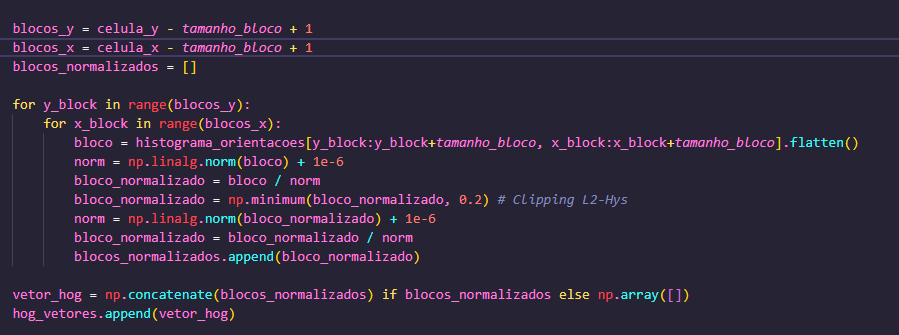 blocos_y = celula_y - tamanho_bloco + 1
blocos_x = celula_x - tamanho_bloco + 1
blocos_normalizados = []
for y_block in range(blocos_y):
for x_block in range(blocos_x):
bloco = histograma_orientacoes[y_block:y_block+tamanho_bloco, x_block:x_block+tamanho_bloco].flatten()
norm = np.linalg.norm(bloco) + 1e-6
bloco_normalizado = bloco / norm
bloco_normalizado = np.minimum(bloco_normalizado, 0.2) # Clipping L2-Hys
norm = np.linalg.norm(bloco_normalizado) + 1e-6
bloco_normalizado = bloco_normalizado / norm
blocos_normalizados.append(bloco_normalizado)
vetor_hog = np.concatenate(blocos_normalizados) if blocos_normalizados else np.array([])
hog_vetores.append(vetor_hog)